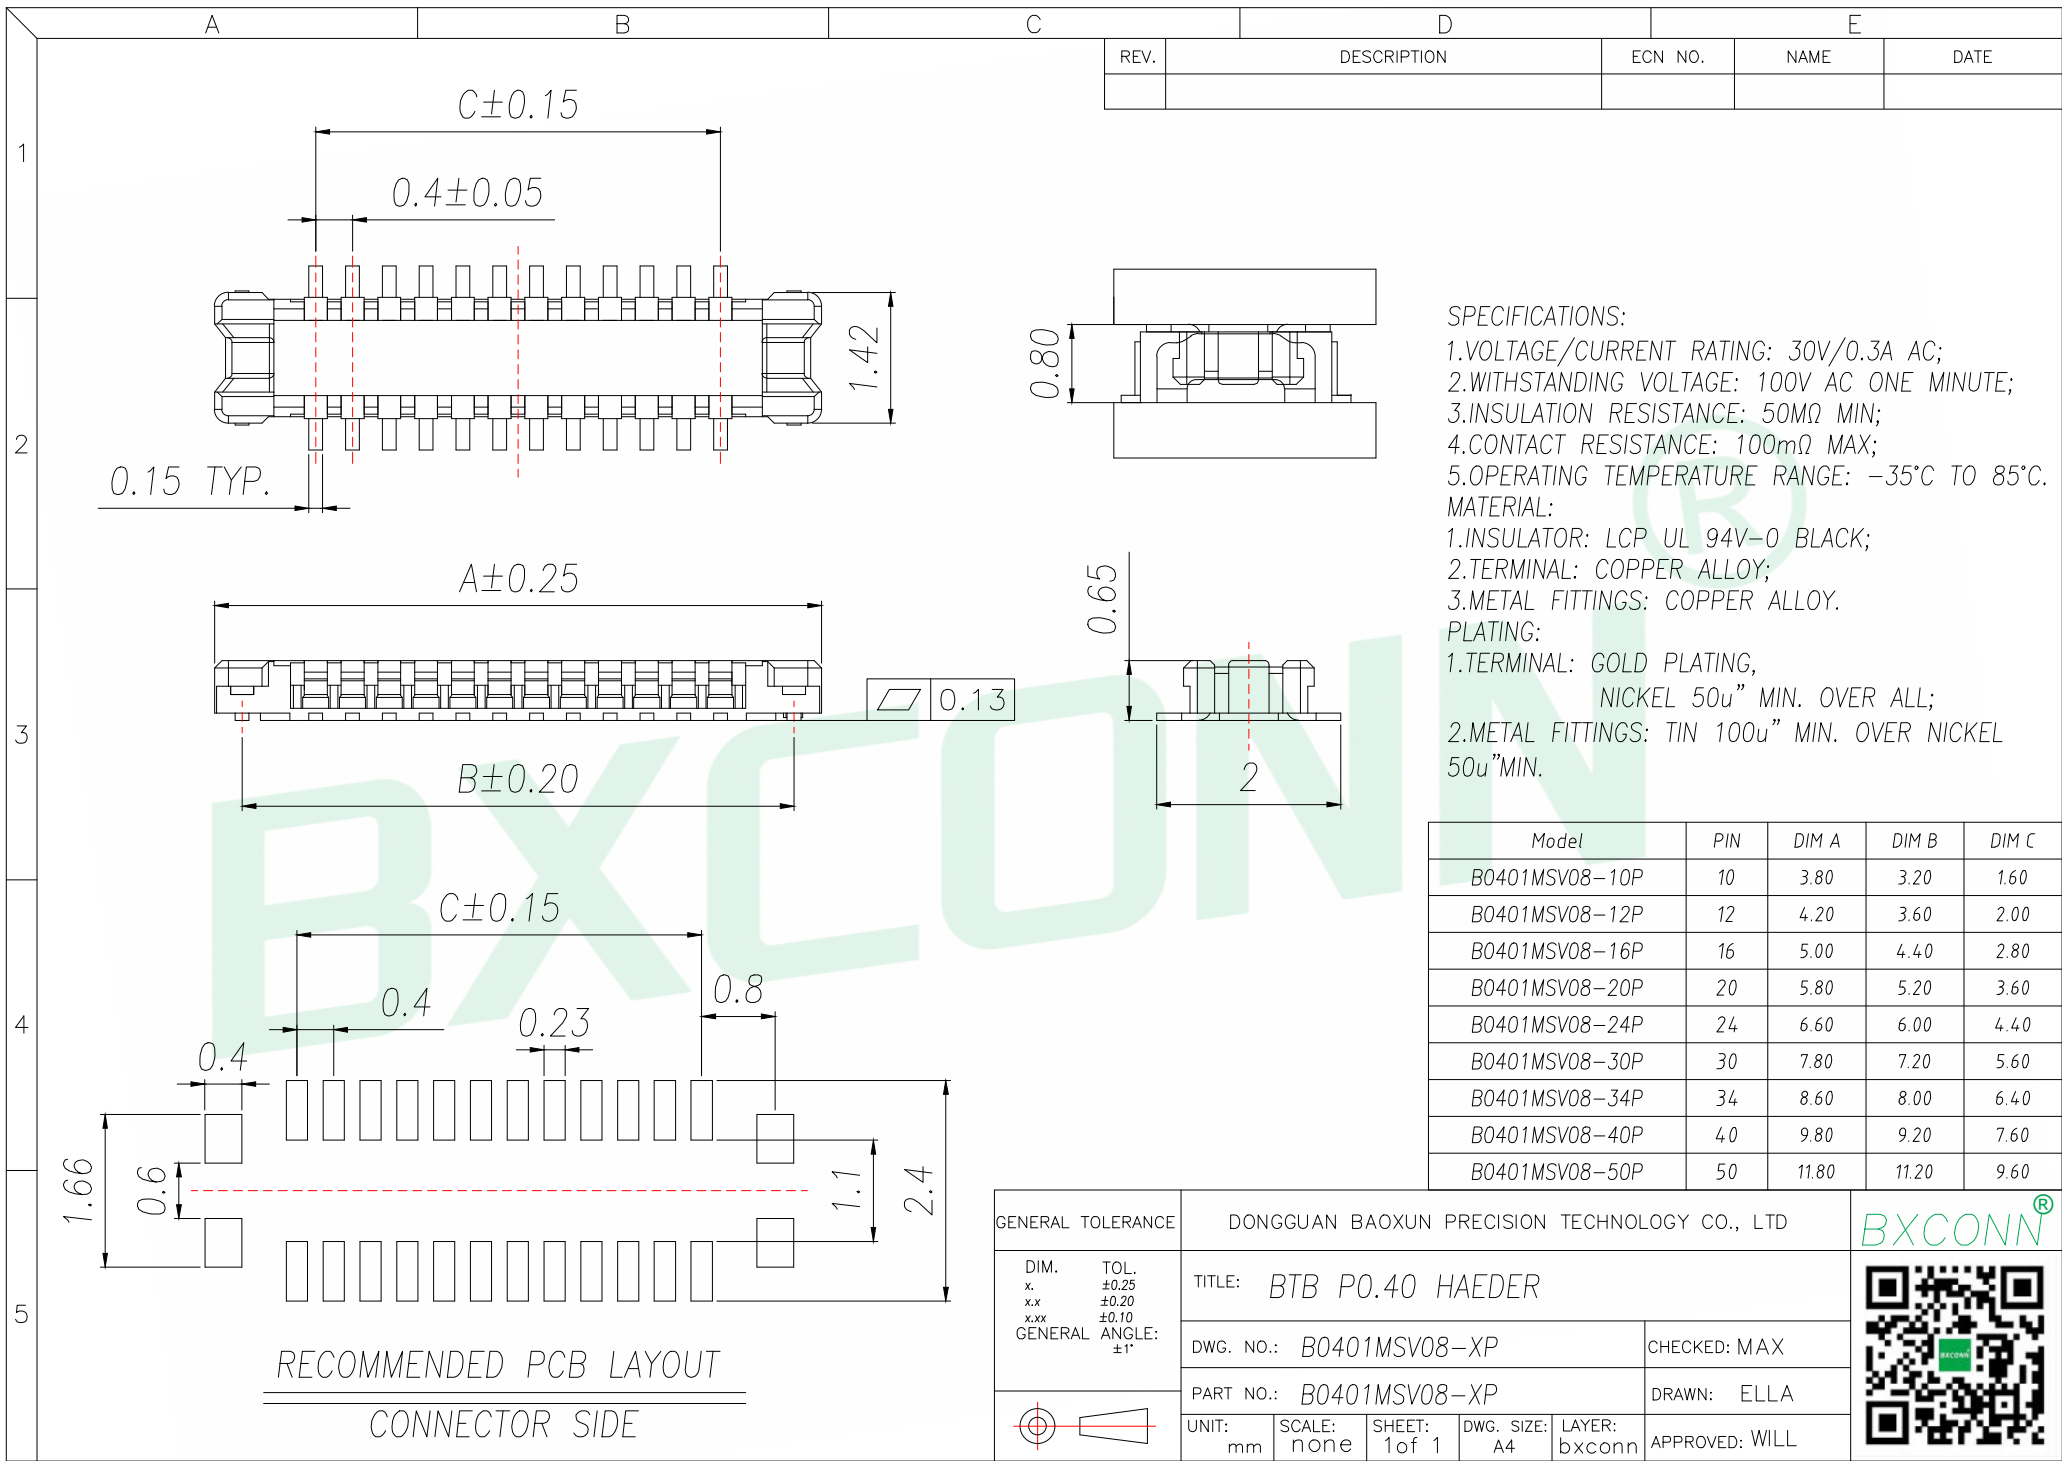 A B C D E
REV. DESCRIPTION ECN NO. NAME DATE
1
2
3
4
5
C±0.15
0.4±0.05
1.42
0.15 TYP.
0.80
A±0.25
0.13
B±0.20
0.65
2
SPECIFICATIONS:
1.VOLTAGE/CURRENT RATING: 30V/0.3A AC;
2.WITHSTANDING VOLTAGE: 100V AC ONE MINUTE;
3.INSULATION RESISTANCE: 50MΩ MIN;
4.CONTACT RESISTANCE: 100mΩ MAX;
5.OPERATING TEMPERATURE RANGE: -35°C TO 85°C.
MATERIAL:
1.INSULATOR: LCP UL 94V-0 BLACK;
2.TERMINAL: COPPER ALLOY;
3.METAL FITTINGS: COPPER ALLOY.
PLATING:
1.TERMINAL: GOLD PLATING,
NICKEL 50u" MIN. OVER ALL;
2.METAL FITTINGS: TIN 100u" MIN. OVER NICKEL
50u"MIN.
BXCONN®
C±0.15
0.4
0.23
0.8
0.4
1.66
0.6
1.1
2.4
RECOMMENDED PCB LAYOUT
CONNECTOR SIDE
Model PIN DIM A DIM B DIM C
B0401MSV08-10P 10 3.80 3.20 1.60
B0401MSV08-12P 12 4.20 3.60 2.00
B0401MSV08-16P 16 5.00 4.40 2.80
B0401MSV08-20P 20 5.80 5.20 3.60
B0401MSV08-24P 24 6.60 6.00 4.40
B0401MSV08-30P 30 7.80 7.20 5.60
B0401MSV08-34P 34 8.60 8.00 6.40
B0401MSV08-40P 40 9.80 9.20 7.60
B0401MSV08-50P 50 11.80 11.20 9.60
GENERAL TOLERANCE
DIM. TOL.
x. ±0.25
x.x ±0.20
x.xx ±0.10
GENERAL ANGLE:
±1°
DONGGUAN BAOXUN PRECISION TECHNOLOGY CO., LTD
TITLE: BTB P0.40 HAEDER
DWG. NO.: B0401MSV08-XP
CHECKED: MAX
PART NO.: B0401MSV08-XP
DRAWN: ELLA
UNIT: mm
SCALE: none
SHEET: 1of 1
DWG. SIZE: A4
LAYER: bxconn
APPROVED: WILL
BXCONN®
BXCONN